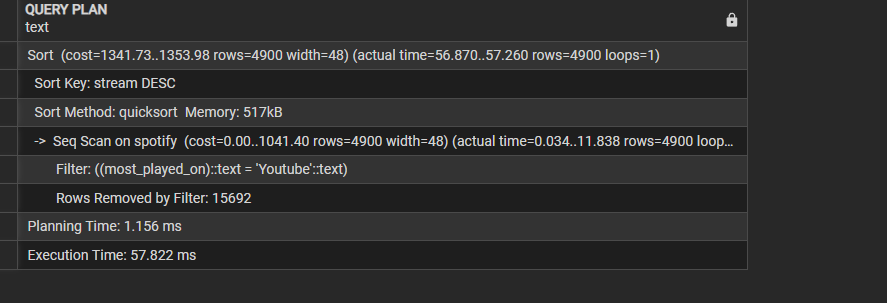 QUERY PLAN
text
Sort (cost=1341.73..1353.98 rows=4900 width=48) (actual time=56.870..57.260 rows=4900 loops=1)
Sort Key: stream DESC
Sort Method: quicksort Memory: 517kB
-> Seq Scan on spotify (cost=0.00..1041.40 rows=4900 width=48) (actual time=0.034..11.838 rows=4900 loop...
Filter: ((most_played_on)::text = 'Youtube'::text)
Rows Removed by Filter: 15692
Planning Time: 1.156 ms
Execution Time: 57.822 ms